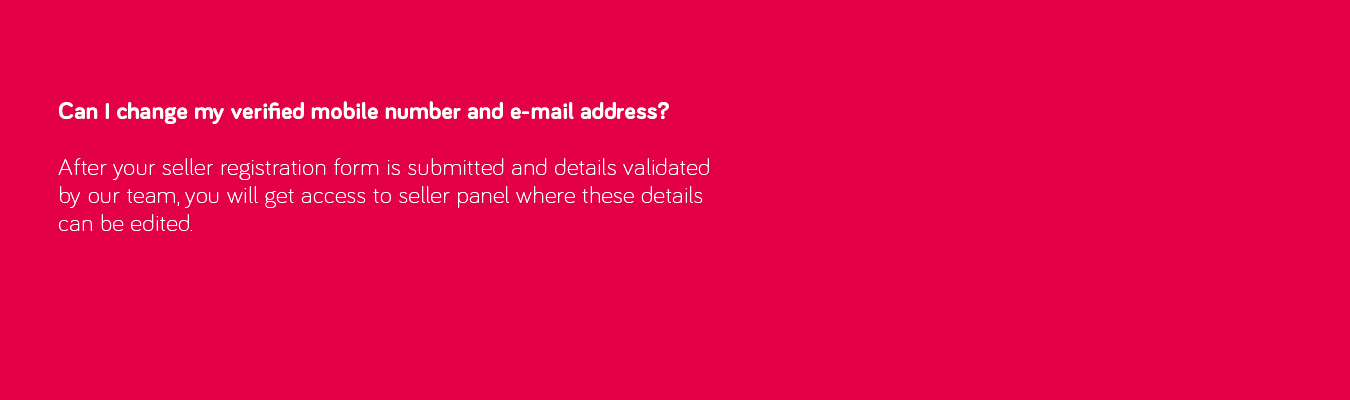 Can I change my verified mobile number and e-mail address?
After your seller registration form is submitted and details validated
by our team, you will get access to seller panel where these details
can be edited.